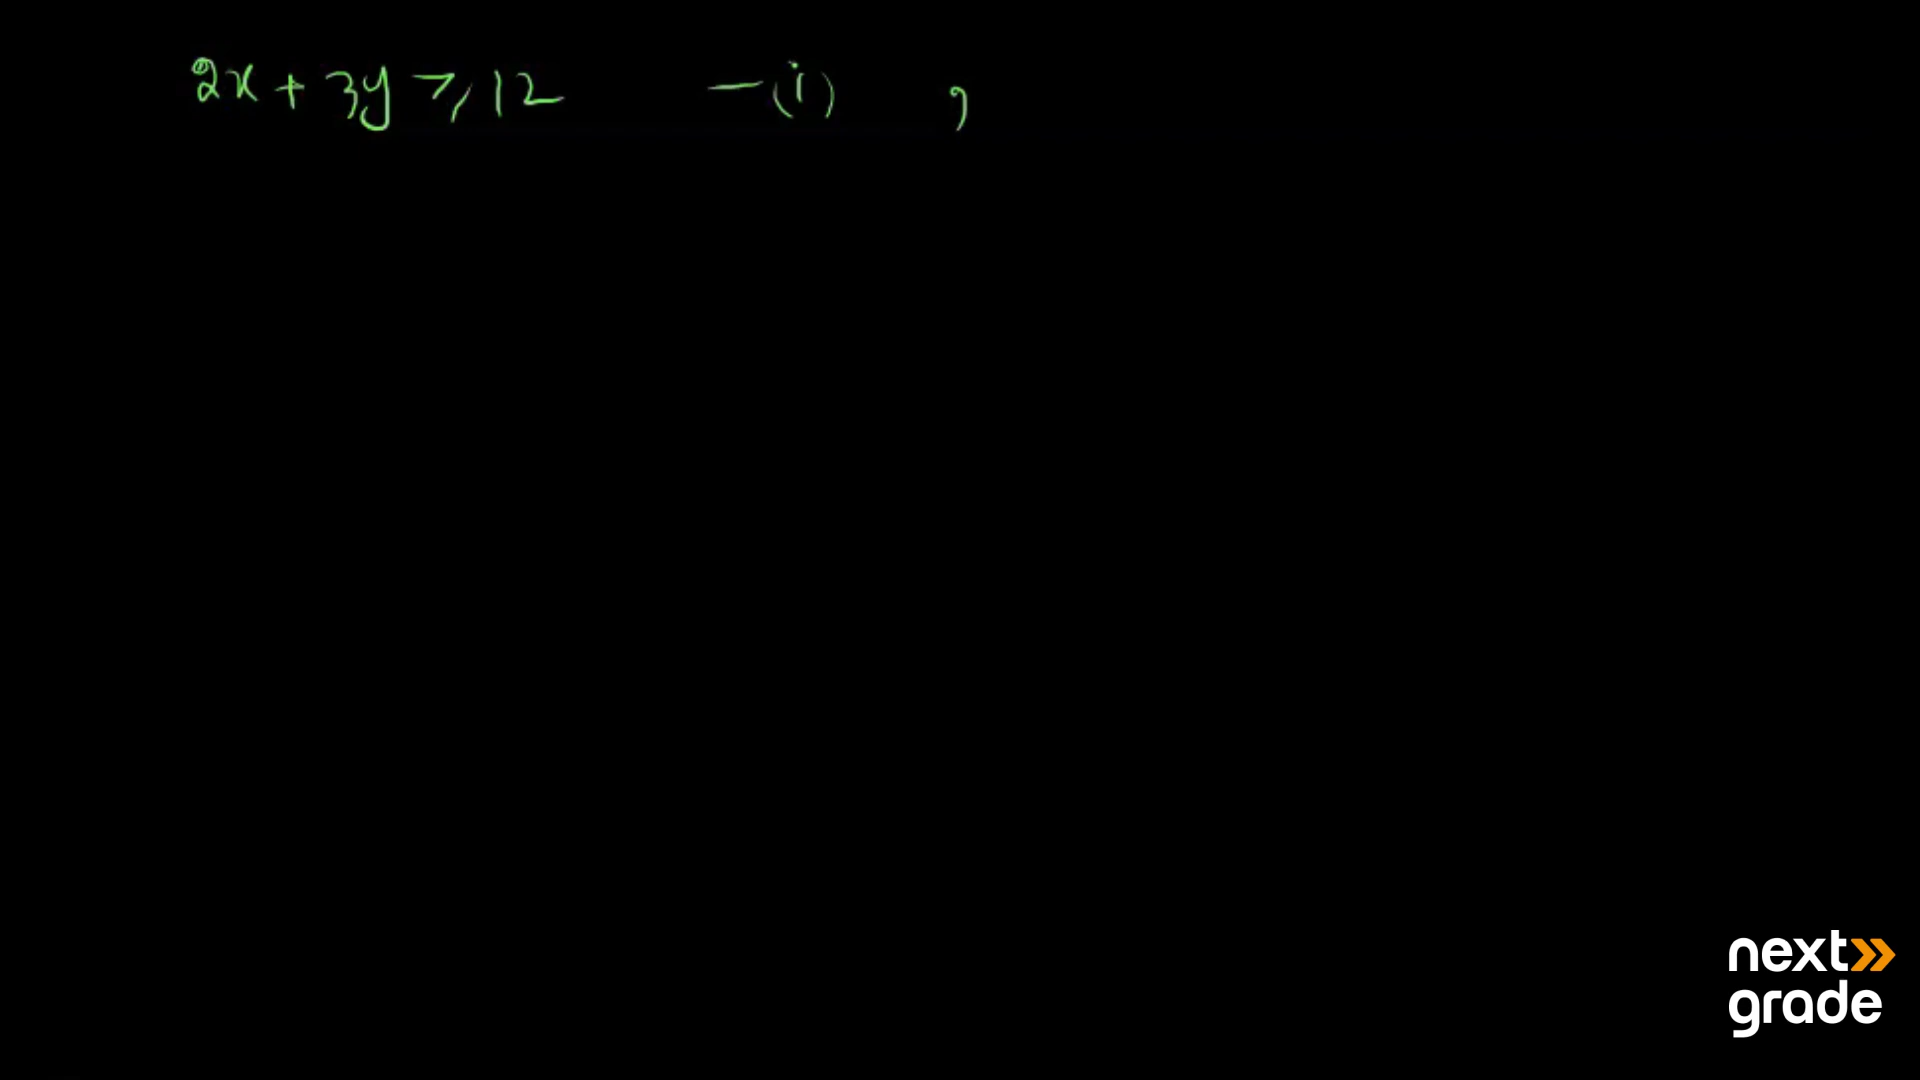 2x + 3y ⩾ 12 — (i) ,
next
grade